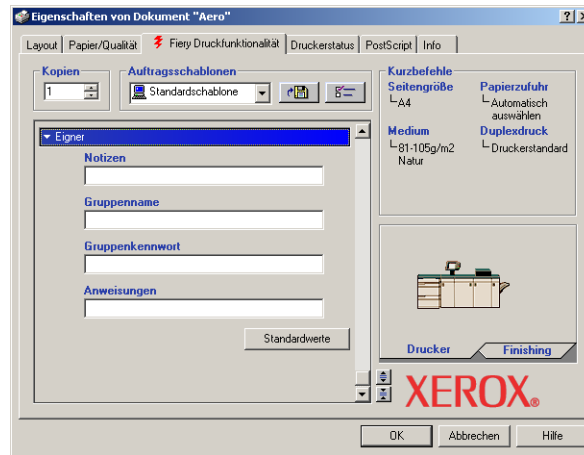 Eigenschaften von Dokument "Aero"
Layout Papier/Qualität Fiery Druckfunktionalität Druckerstatus PostScript Info
Kopien
1
Auftragsschablonen
Standardschablone
Eigner
Notizen
Gruppenname
Gruppenkennwort
Anweisungen
Standardwerte
Kurzbefehle
Seitengröße
A4
Papierzufuhr
Automatisch
auswählen
Medium
81-105g/m2
Natur
Duplexdruck
Druckerstandard
Drucker
Finishing
XEROX®
OK Abbrechen Hilfe